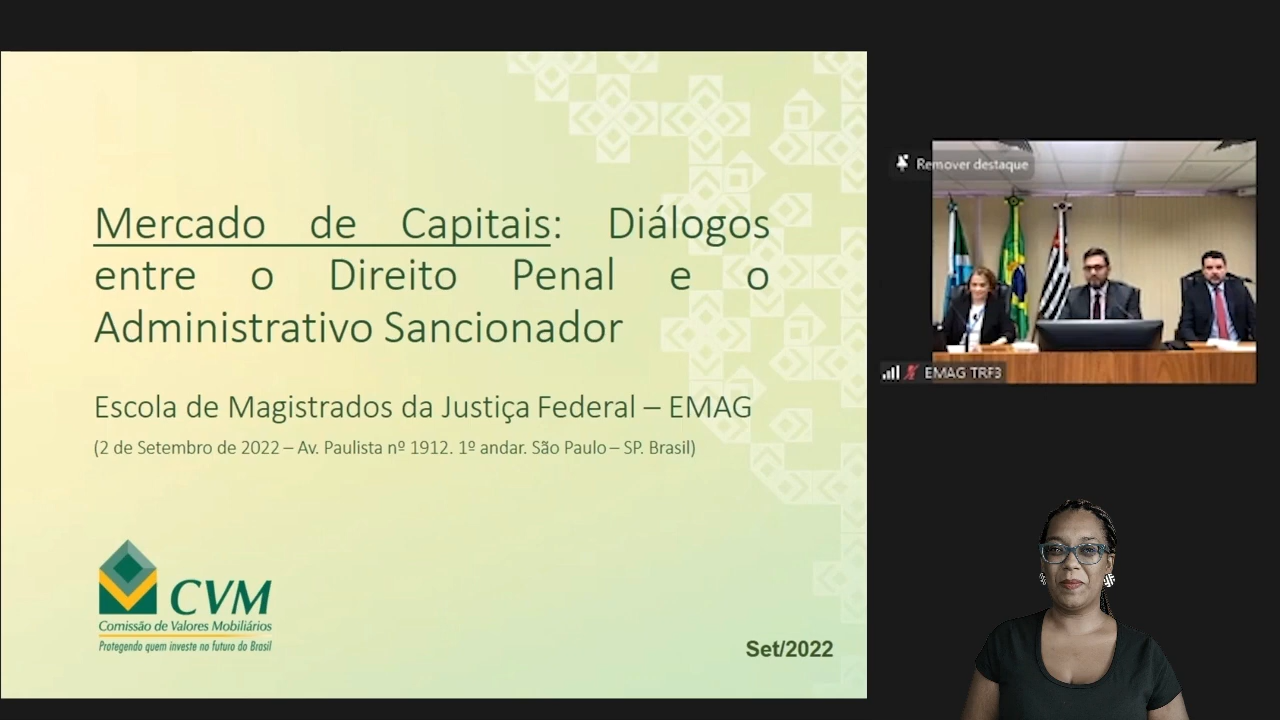 Mercado de Capitais: Diálogos
entre o Direito Penal e o
Administrativo Sancionador
Escola de Magistrados da Justiça Federal – EMAG
(2 de Setembro de 2022 – Av. Paulista nº 1912. 1º andar. São Paulo – SP. Brasil)
CVM
Comissão de Valores Mobiliários
Protegendo quem investe no futuro do Brasil
Set/2022
Remover destaque
EMAG TRF3